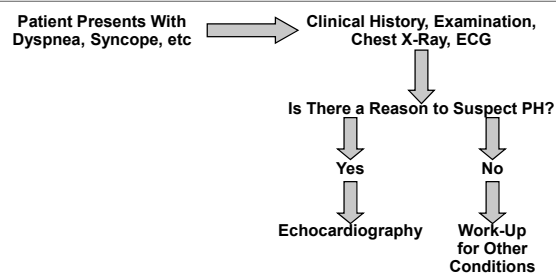 Patient Presents With
Dyspnea, Syncope, etc
Clinical History, Examination,
Chest X-Ray, ECG
Is There a Reason to Suspect PH?
Yes
No
Echocardiography
Work-Up
for Other
Conditions